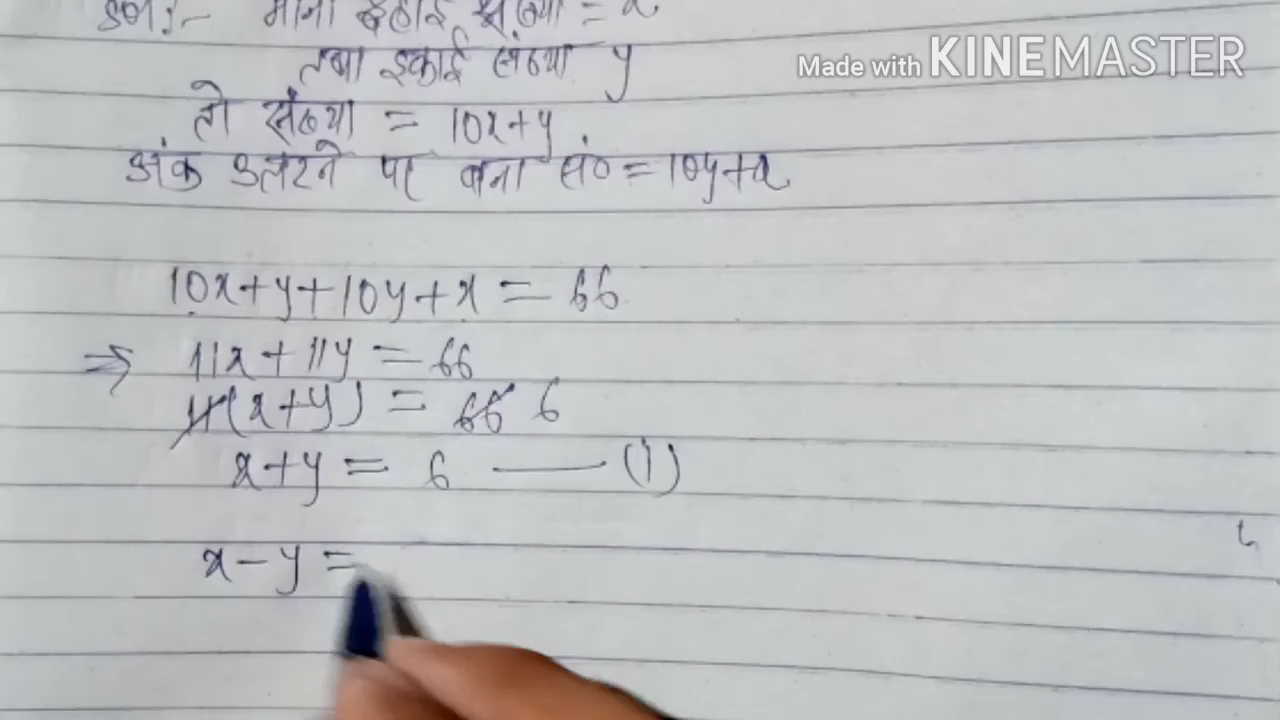 माना दहाई संख्या = x
तथा इकाई संख्या y
Made with KINEMASTER
तो संख्या = 10x+y
अंक उलटने पर बना सं० = 10y+x
10x+y+10y+x = 66
⇒ 11x + 11y = 66
11(x+y) = 66 6
x+y = 6 —— (1)
x-y =